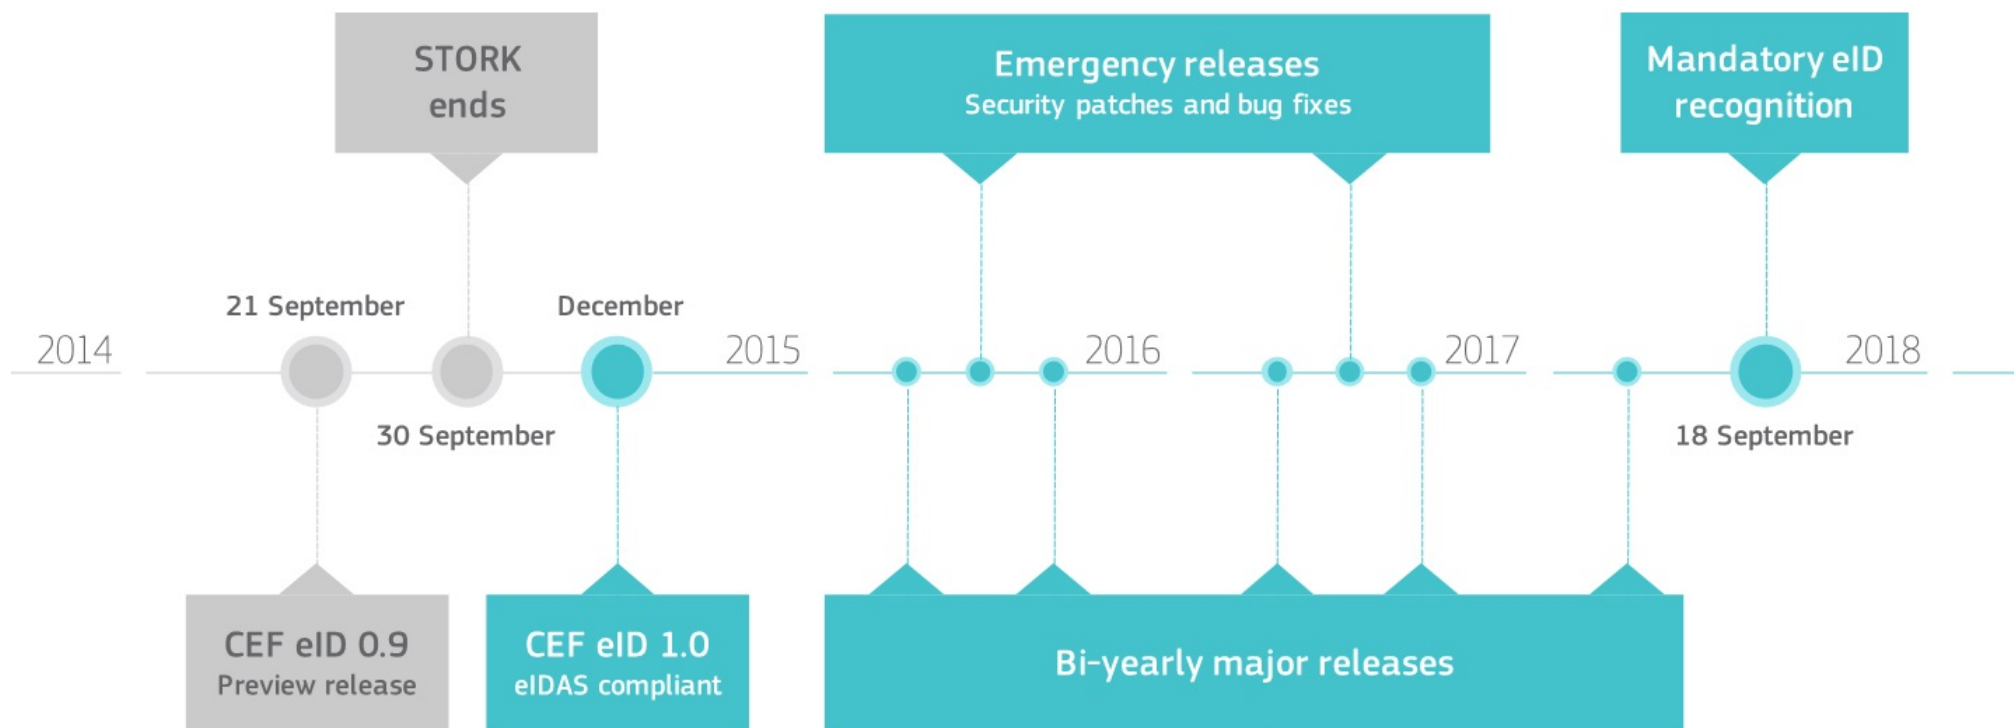 STORK
ends
Emergency releases
Security patches and bug fixes
Mandatory eID
recognition
21 September
December
2014
2015
2016
2017
2018
30 September
18 September
CEF eID 0.9
Preview release
CEF eID 1.0
eIDAS compliant
Bi-yearly major releases